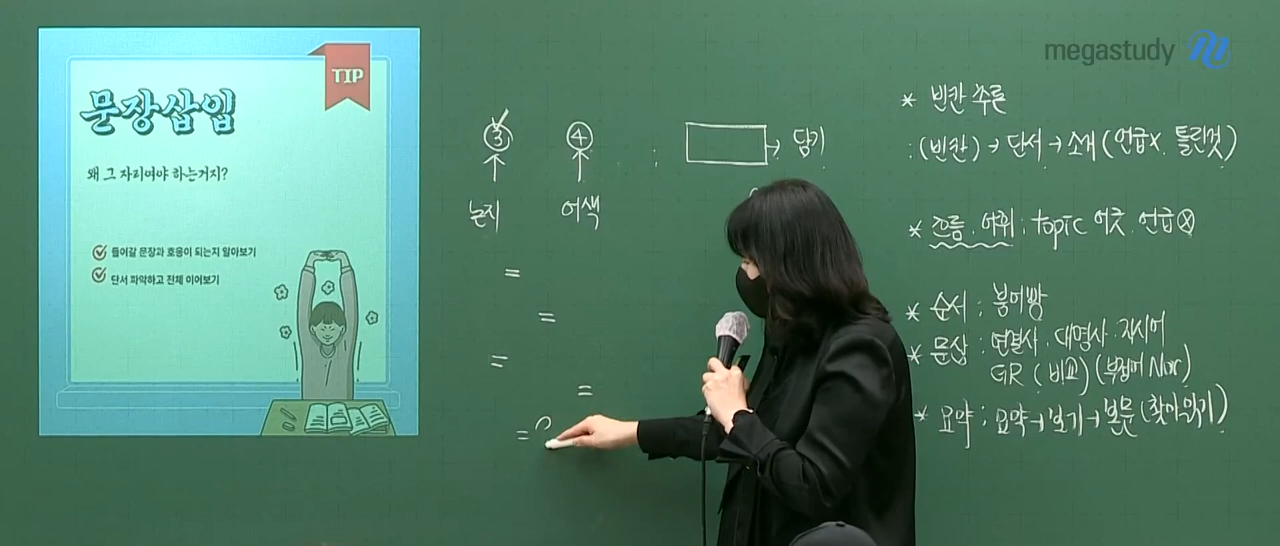 megastudy
TIP
문장삽입
왜 그 자리여야 하는거지?
들어갈 문장과 호응이 되는지 알아보기
단서 파악하고 전체 이어보기
③ ④
논지 어색
: → 담기
=
=
=
=
=
* 빈칸추론
: (빈칸) → 단서 → 소재 (언급X. 틀린것)
* 흐름. 어휘 : topic 어긋. 언급ⓧ
* 순서 : 붕어빵
* 문삽 : 연결사. 대명사. 지시어
GR (비교) (부정어 Nor)
* 요약 : 요약→보기→본문 (찾아읽기)